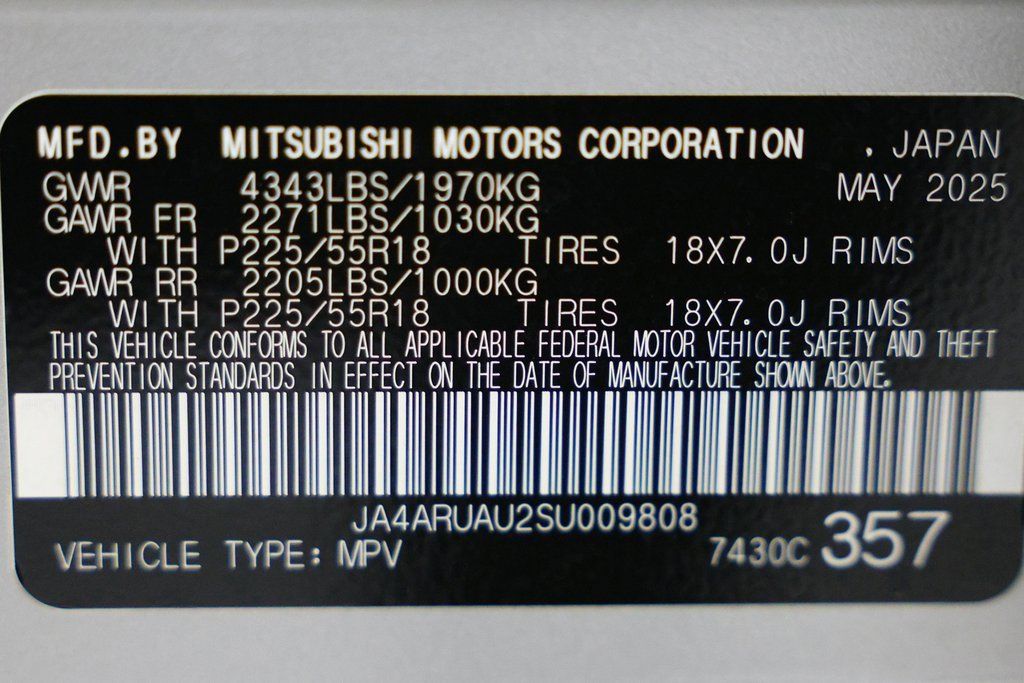 MFD.BY MITSUBISHI MOTORS CORPORATION . JAPAN
GVWR 4343LBS/1970KG MAY 2025
GAWR FR 2271LBS/1030KG
WITH P225/55R18 TIRES 18X7.0J RIMS
GAWR RR 2205LBS/1000KG
WITH P225/55R18 TIRES 18X7.0J RIMS
THIS VEHICLE CONFORMS TO ALL APPLICABLE FEDERAL MOTOR VEHICLE SAFETY AND THEFT
PREVENTION STANDARDS IN EFFECT ON THE DATE OF MANUFACTURE SHOWN ABOVE.
JA4ARUAU2SU009808
VEHICLE TYPE: MPV 7430C 357